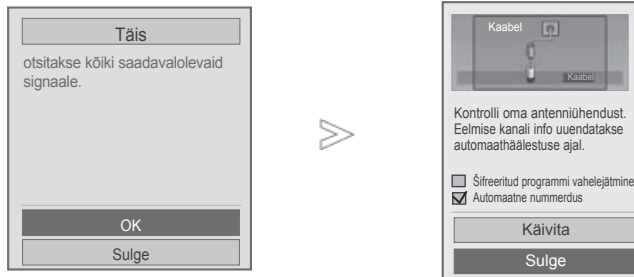 Täis
otsitakse kõiki saadavalolevaid
signaale.
OK
Sulge
Kaabel
Kaabel
Kontrolli oma antenniühendust.
Eelmise kanali info uuendatakse
automaathäälestuse ajal.
Šifreeritud programmi vahelejätmine
Automaatne nummerdus
Käivita
Sulge